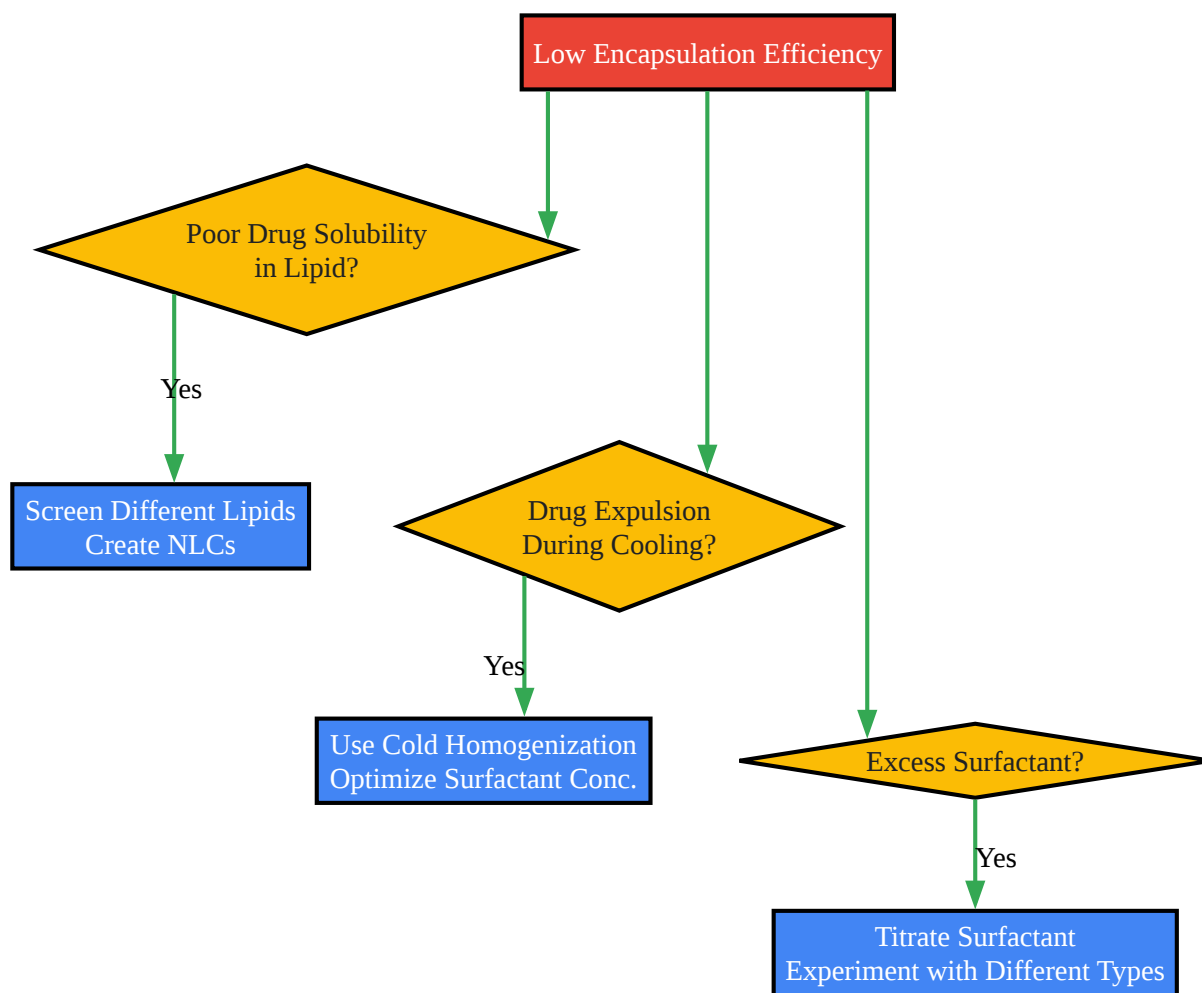 Low Encapsulation Efficiency
Poor Drug Solubility
in Lipid?
Yes
Screen Different Lipids
Create NLCs
Drug Expulsion
During Cooling?
Yes
Use Cold Homogenization
Optimize Surfactant Conc.
Excess Surfactant?
Yes
Titrate Surfactant
Experiment with Different Types